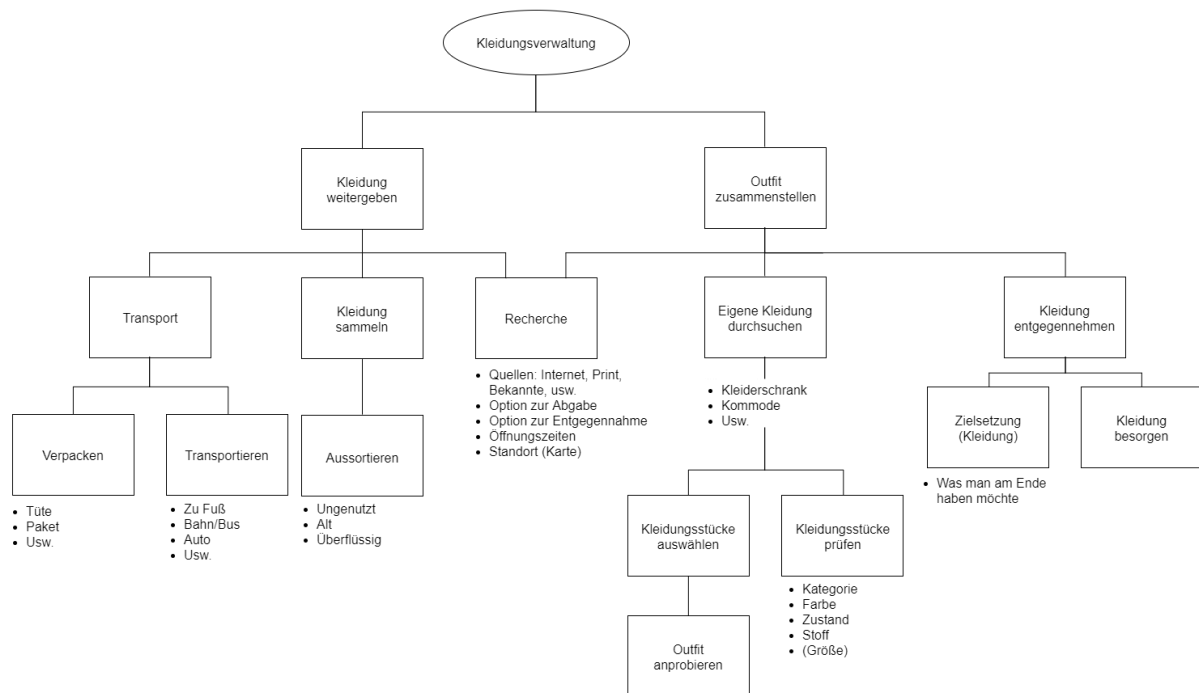 Kleidungsverwaltung
Kleidung
weitergeben
Outfit
zusammenstellen
Transport
Kleidung
sammeln
Recherche
Eigene Kleidung
durchsuchen
Kleidung
entgegennehmen
• Quellen: Internet, Print,
Bekannte, usw.
• Option zur Abgabe
• Option zur Entgegennahme
• Öffnungszeiten
• Standort (Karte)
• Kleiderschrank
• Kommode
• Usw.
Verpacken
Transportieren
Aussortieren
Zielsetzung
(Kleidung)
Kleidung
besorgen
• Was man am Ende
haben möchte
• Tüte
• Paket
• Usw.
• Zu Fuß
• Bahn/Bus
• Auto
• Usw.
• Ungenutzt
• Alt
• Überflüssig
Kleidungsstücke
auswählen
Kleidungsstücke
prüfen
• Kategorie
• Farbe
• Zustand
• Stoff
• (Größe)
Outfit
anprobieren